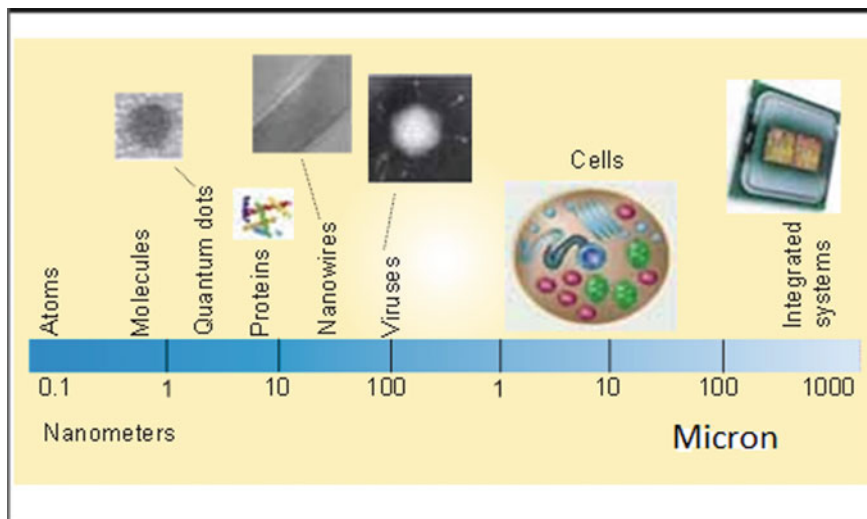 Cells
Atoms
Molecules
Quantum dots
Proteins
Nanowires
Viruses
Integrated
systems
0.1 1 10 100 1 10 100 1000
Nanometers Micron